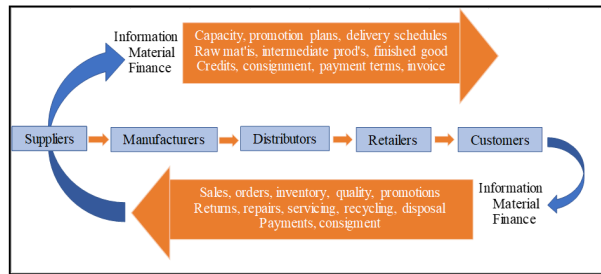 Information
Material
Finance
Capacity, promotion plans, delivery schedules
Raw mat'is, intermediate prod's, finished good
Credits, consignment, payment terms, invoice
Suppliers
Manufacturers
Distributors
Retailers
Customers
Sales, orders, inventory, quality, promotions
Returns, repairs, servicing, recycling, disposal
Payments, consigment
Information
Material
Finance